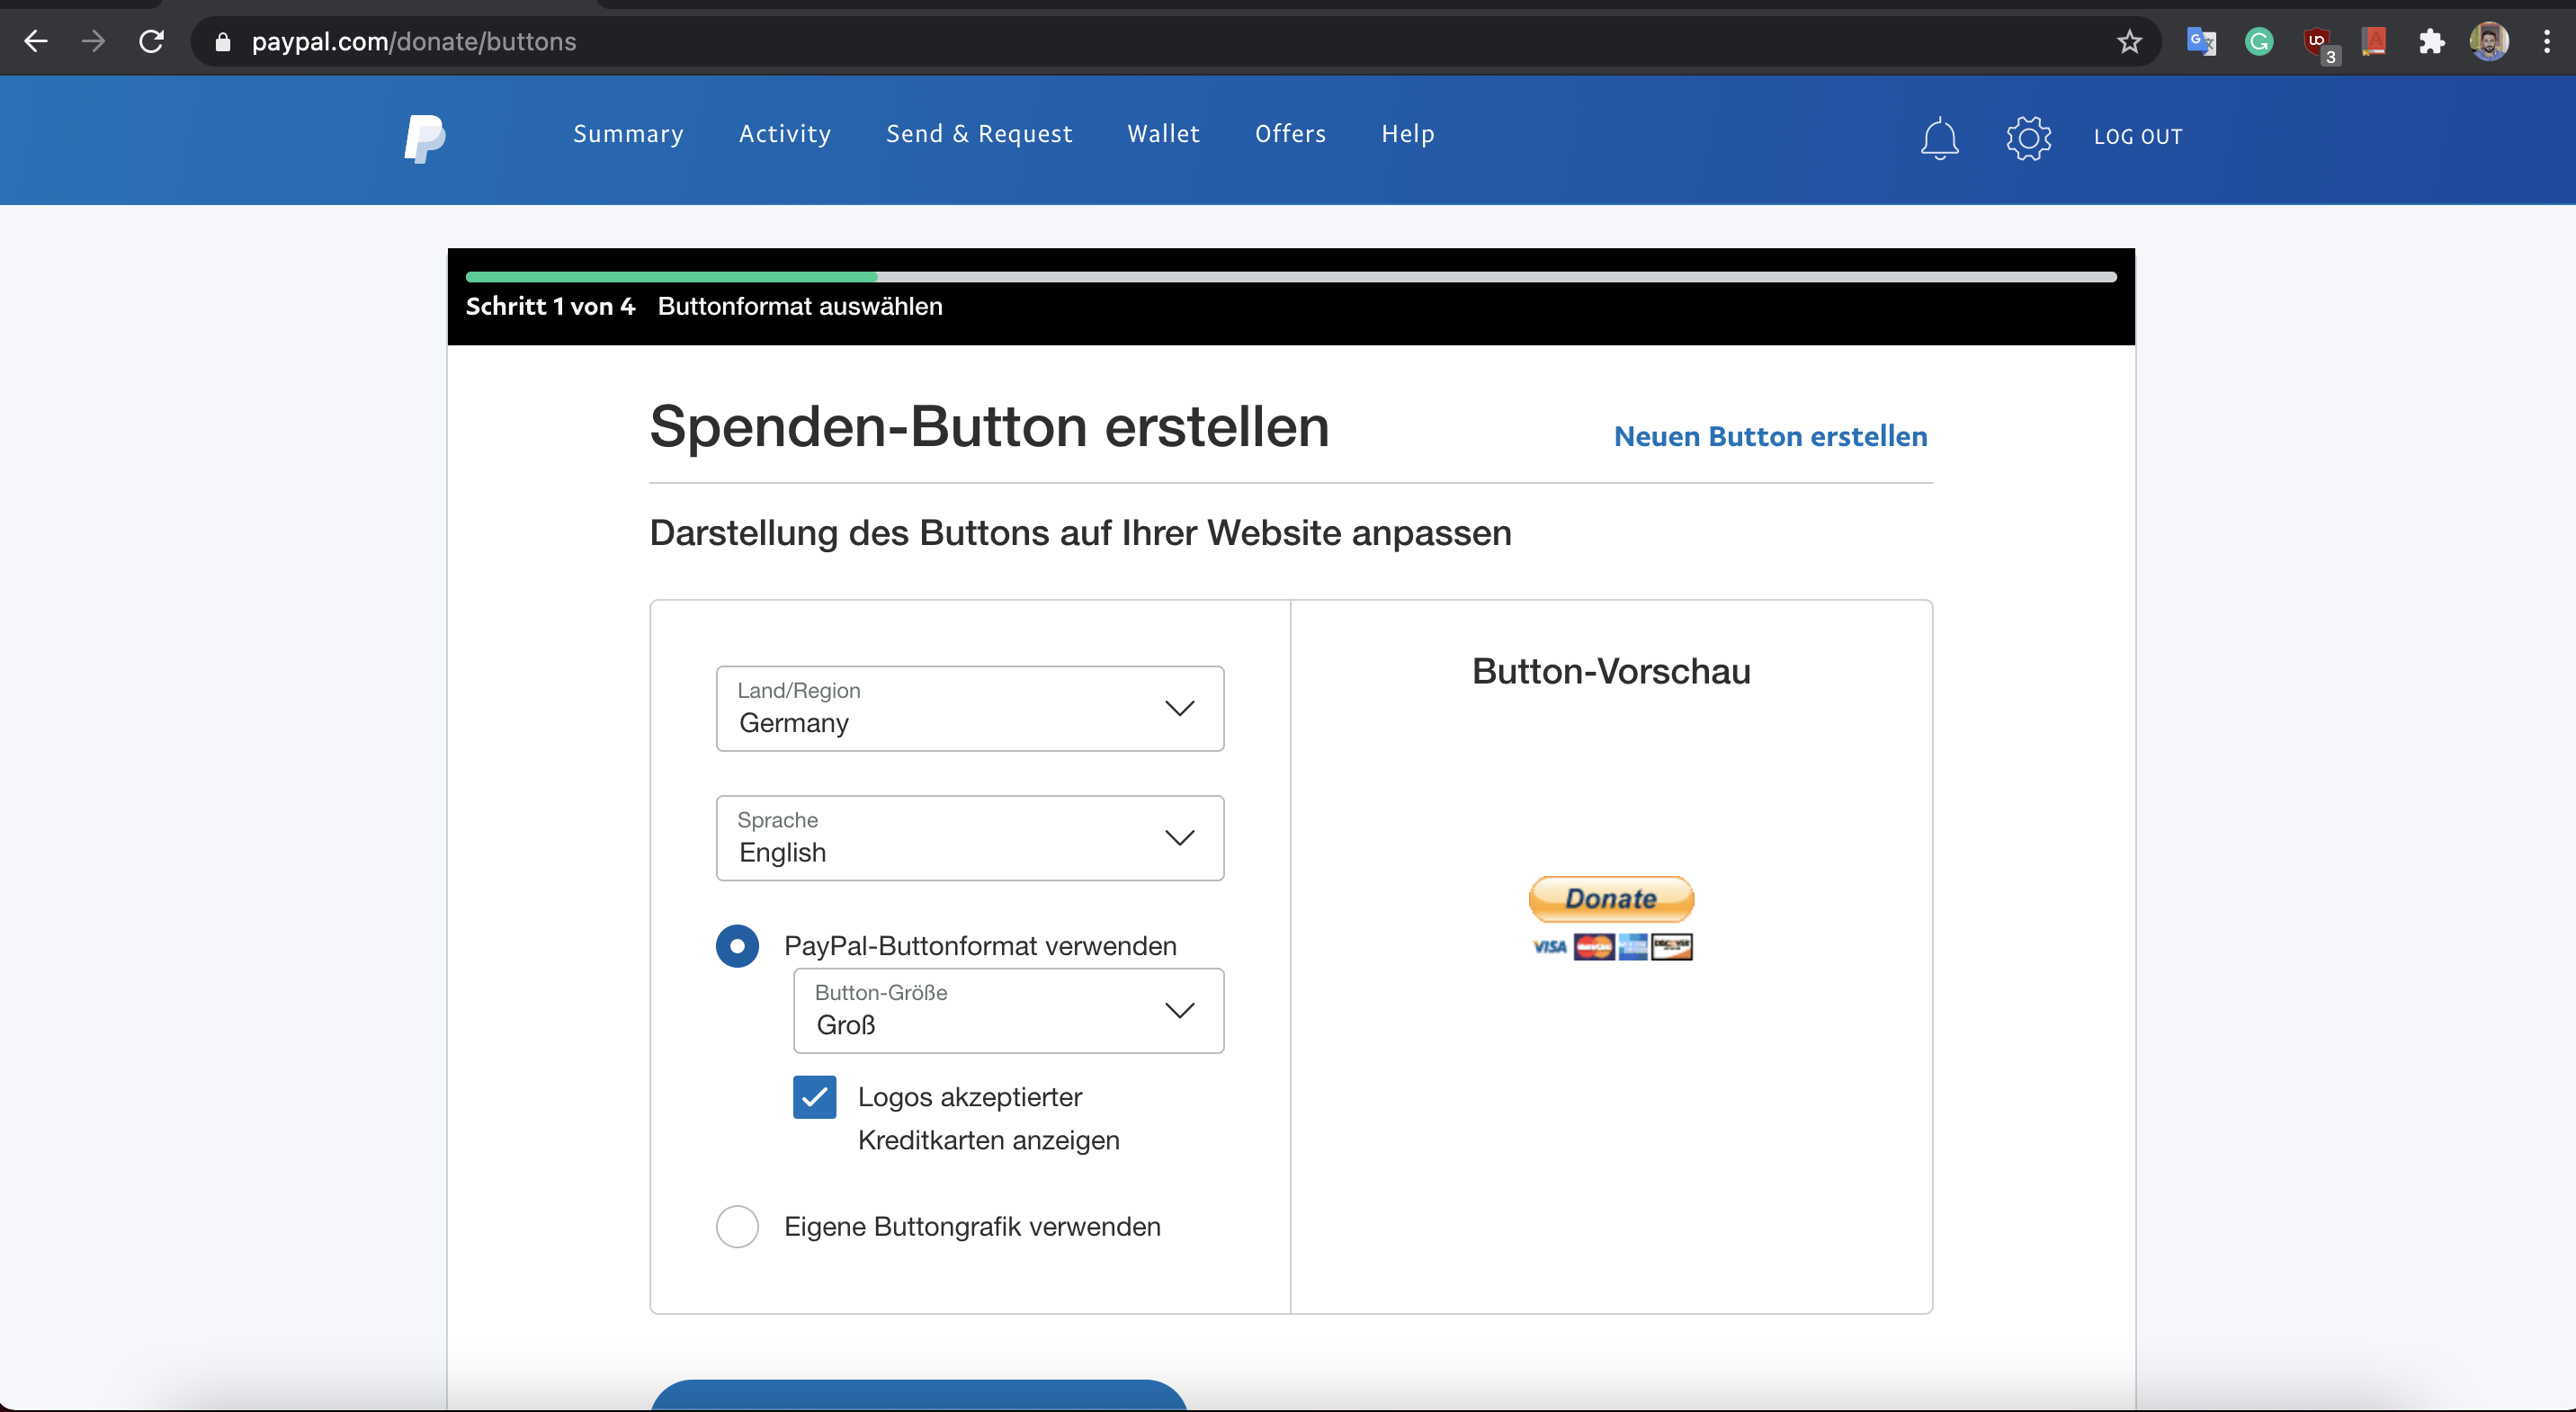 paypal.com/donate/buttons
3
Summary Activity Send & Request Wallet Offers Help LOG OUT
Schritt 1 von 4 Buttonformat auswählen
Spenden-Button erstellen
Neuen Button erstellen
Darstellung des Buttons auf Ihrer Website anpassen
Land/Region
Germany
Sprache
English
PayPal-Buttonformat verwenden
Button-Größe
Groß
Logos akzeptierter
Kreditkarten anzeigen
Eigene Buttongrafik verwenden
Button-Vorschau
Donate
VISA